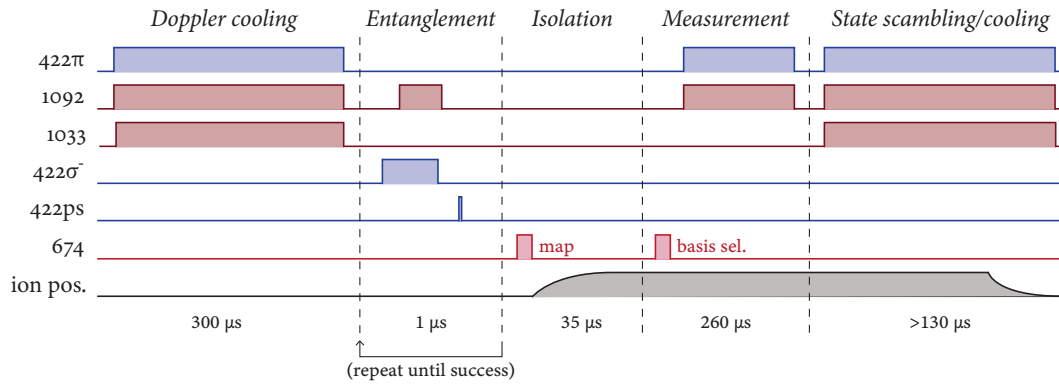 Doppler cooling Entanglement Isolation Measurement State scambling/cooling
422π
1092
1033
422σ⁻
422ps
674 map basis sel.
ion pos.
300 μs 1 μs 35 μs 260 μs >130 μs
(repeat until success)